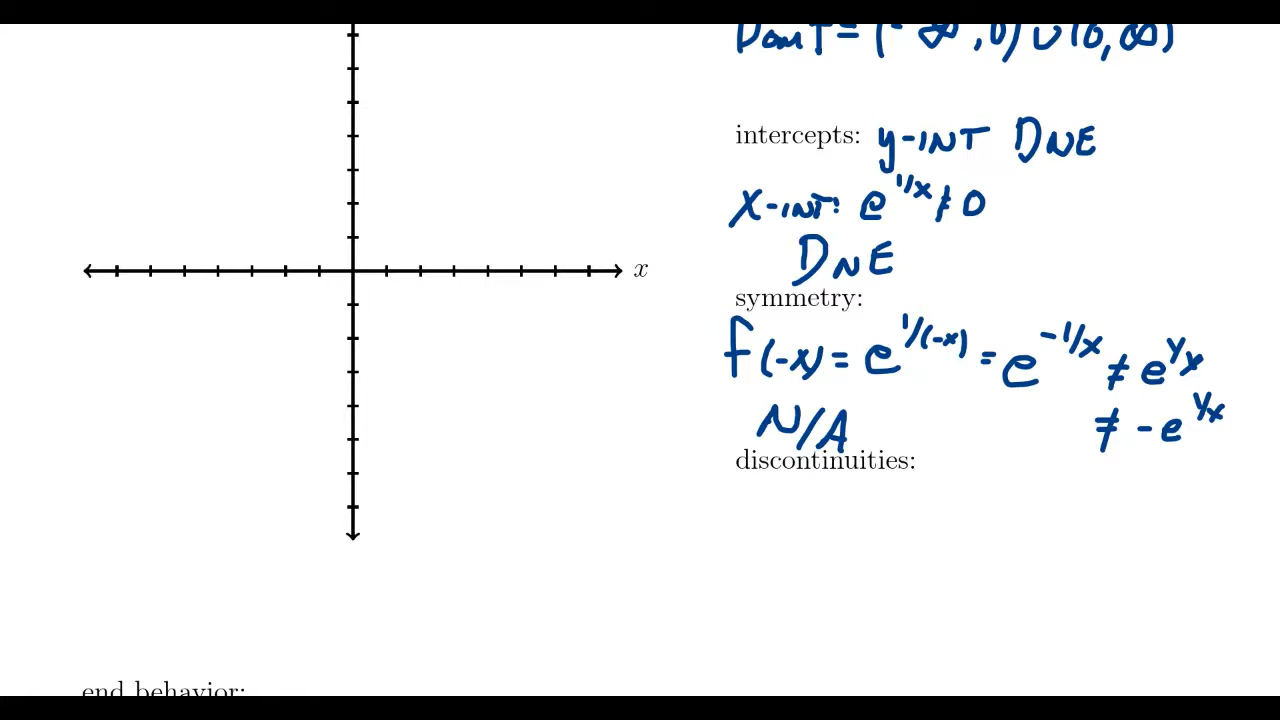 Dom f = (-∞, 0) ∪ (0, ∞)
intercepts: y-INT DNE
x-INT: e^{1/x} ≠ 0
DNE
x
symmetry:
f(-x) = e^{1/(-x)} = e^{-1/x} ≠ e^{1/x}
N/A ≠ -e^{1/x}
discontinuities:
end behavior: